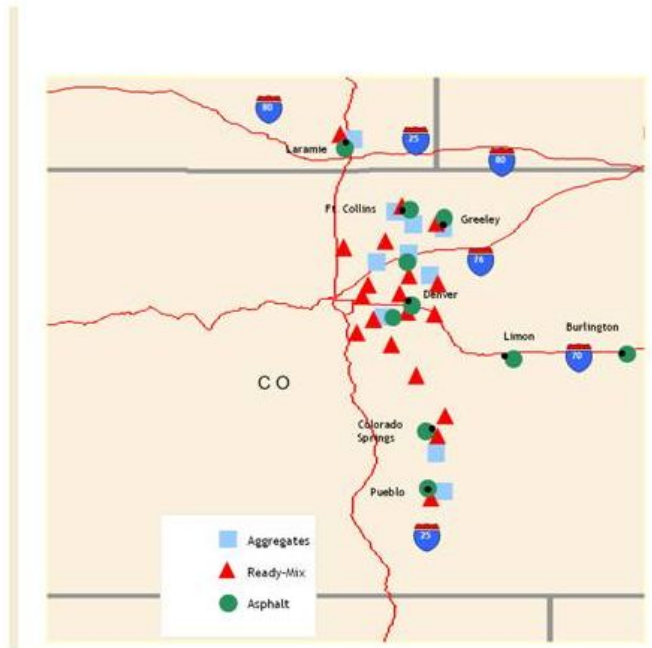 80
25
Laramie
80
Ft. Collins
Greeley
76
Denver
Limon
Burlington
70
CO
Colorado
Springs
Pueblo
25
Aggregates
Ready-Mix
Asphalt